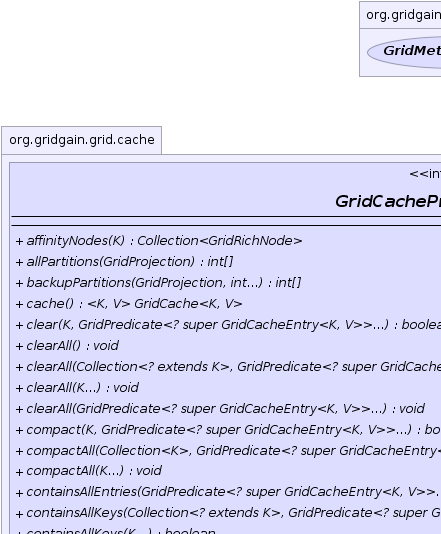 org.gridgain
GridMet
org.gridgain.grid.cache
<<int
GridCachePr
+ affinityNodes(K) : Collection<GridRichNode>
+ allPartitions(GridProjection) : int[]
+ backupPartitions(GridProjection, int...) : int[]
+ cache() : <K, V> GridCache<K, V>
+ clear(K, GridPredicate<? super GridCacheEntry<K, V>>...) : boolea
+ clearAll() : void
+ clearAll(Collection<? extends K>, GridPredicate<? super GridCache
+ clearAll(K...) : void
+ clearAll(GridPredicate<? super GridCacheEntry<K, V>>...) : void
+ compact(K, GridPredicate<? super GridCacheEntry<K, V>>...) : bo
+ compactAll(Collection<K>, GridPredicate<? super GridCacheEntry<
+ compactAll(K...) : void
+ containsAllEntries(GridPredicate<? super GridCacheEntry<K, V>>.
+ containsAllKeys(Collection<? extends K>, GridPredicate<? super G
+ containsAllKeys(K...) : boolean